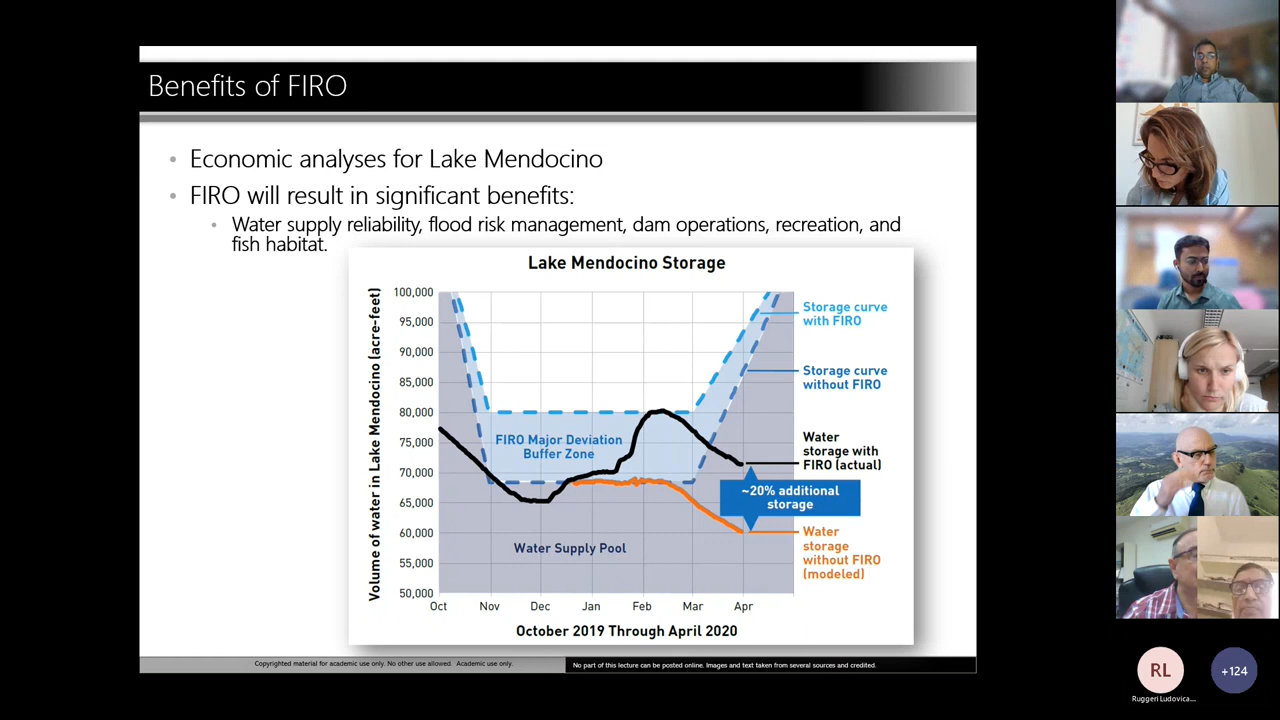 Benefits of FIRO
• Economic analyses for Lake Mendocino
• FIRO will result in significant benefits:
• Water supply reliability, flood risk management, dam operations, recreation, and
fish habitat.
Lake Mendocino Storage
Volume of water in Lake Mendocino (acre-feet)
100,000
95,000
90,000
85,000
80,000
75,000
70,000
65,000
60,000
55,000
50,000
Oct Nov Dec Jan Feb Mar Apr
October 2019 Through April 2020
FIRO Major Deviation
Buffer Zone
Water Supply Pool
Storage curve
with FIRO
Storage curve
without FIRO
Water
storage with
FIRO (actual)
~20% additional
storage
Water
storage
without FIRO
(modeled)
Copyrighted material for academic use only. No other use allowed. Academic use only.
No part of this lecture can be posted online. Images and text taken from several sources and credited.
RL
Ruggeri Ludovica...
+124